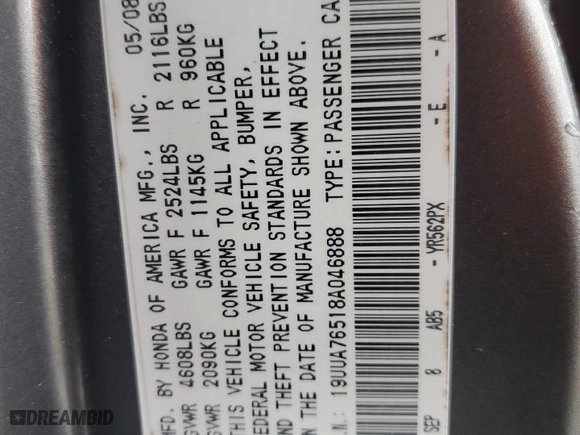 MFD. BY HONDA OF AMERICA MFG., INC. 05/08
GVWR 4608LBS GAWR F 2524LBS R 2116LBS
GVWR 2090KG GAWR F 1145KG R 960KG
THIS VEHICLE CONFORMS TO ALL APPLICABLE
FEDERAL MOTOR VEHICLE SAFETY, BUMPER,
AND THEFT PREVENTION STANDARDS IN EFFECT
ON THE DATE OF MANUFACTURE SHOWN ABOVE.
V.I.N.: 19UUA76518A046888 TYPE: PASSENGER CA
SEP 8 AB5 - YR562PX - E - A
DREAMBID